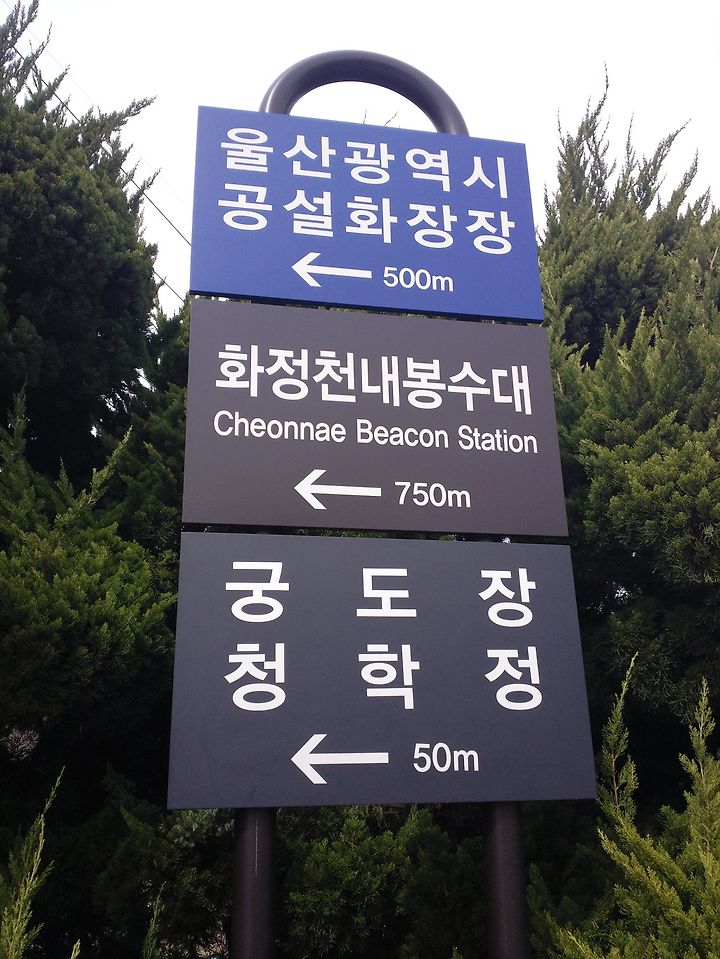 울산광역시
공설화장장
← 500m
화정천내봉수대
Cheonnae Beacon Station
← 750m
궁 도 장
청 학 정
← 50m